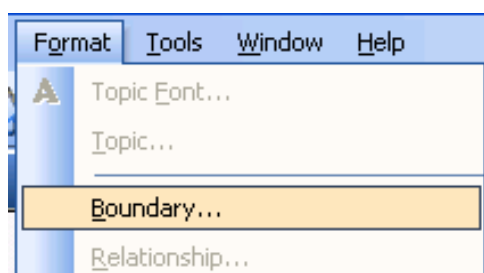 Format Tools Window Help
Topic Font...
Topic...
Boundary...
Relationship...